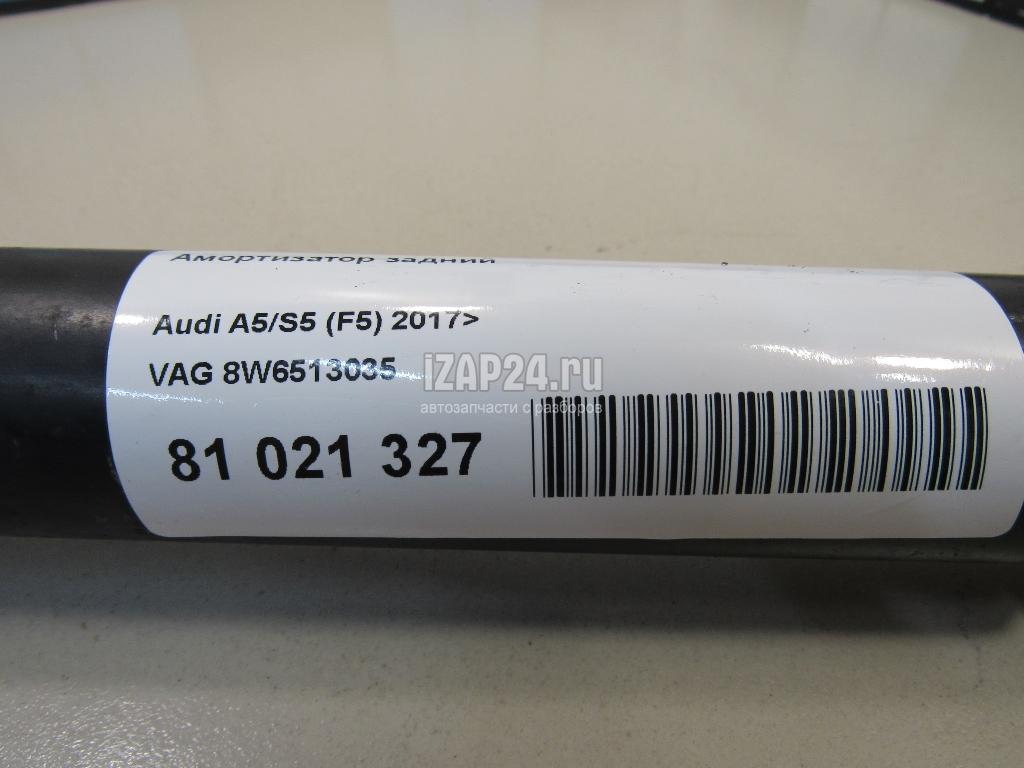 Амортизатор задний
Audi A5/S5 (F5) 2017>
VAG 8W6513035
iZAP24.ru
автозапчасти с разборов
81 021 327